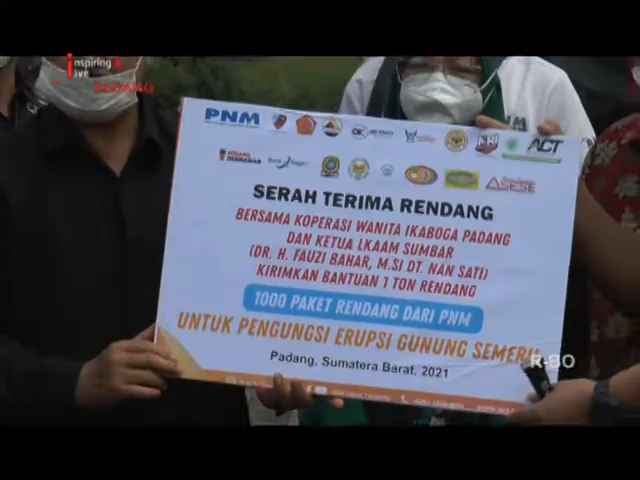 inspiring
live
PADANG
PNM
ACT
SERAH TERIMA RENDANG
BERSAMA KOPERASI WANITA IKABOGA PADANG
DAN KETUA LKAAM SUMBAR
(DR. H. FAUZI BAHAR, M.SI DT. NAN SATI)
KIRIMKAN BANTUAN 1 TON RENDANG
1000 PAKET RENDANG DARI PNM
UNTUK PENGUNGSI ERUPSI GUNUNG SEMERU
Padang, Sumatera Barat, 2021
R-BO